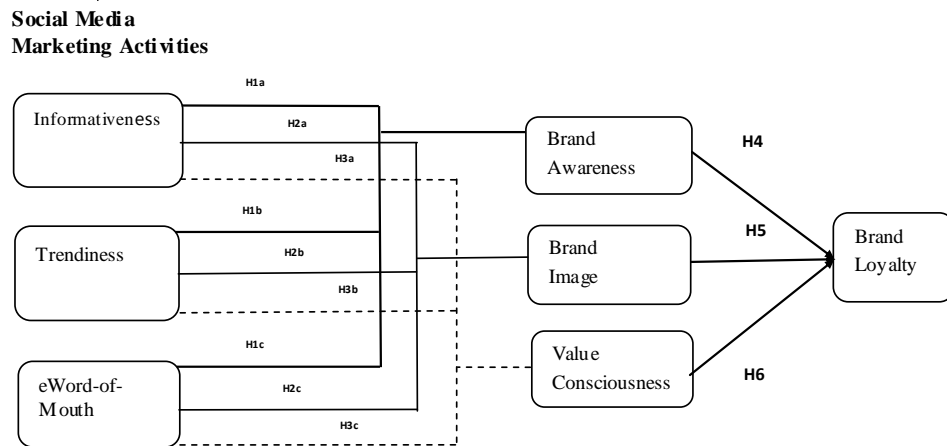 Social Media
Marketing Activities
H1a
Informativeness
H2a
H3a
Brand
Awareness
H4
H1b
Trendiness
H2b
H3b
Brand
Image
H5
Brand
Loyalty
H1c
eWord-of-
Mouth
H2c
H3c
Value
Consciousness
H6